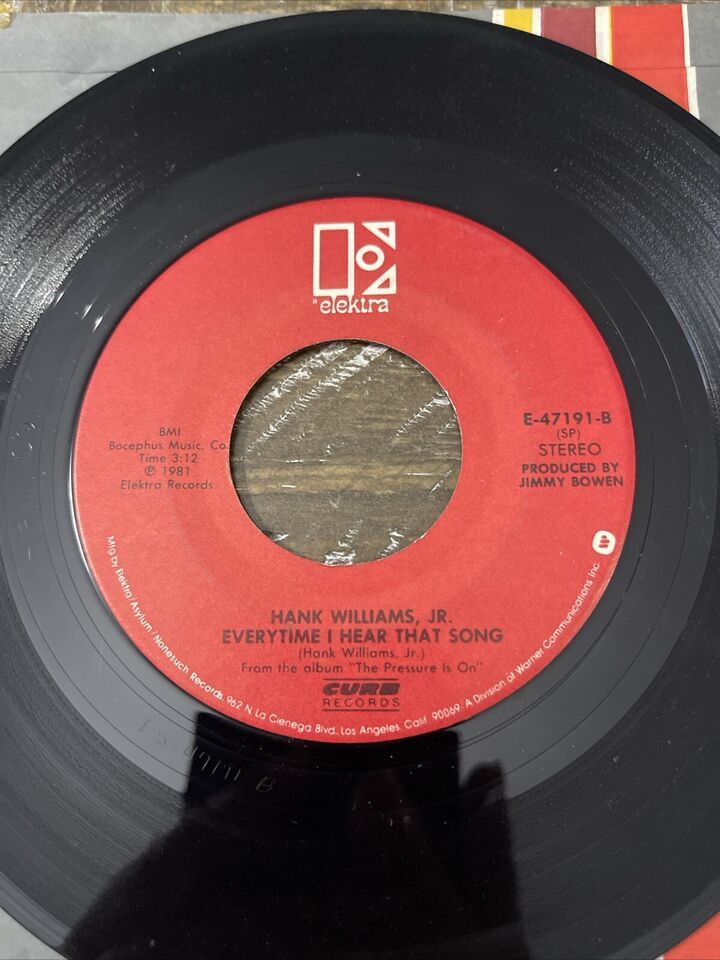 ® elektra
BMI
Bocephus Music, Co.
Time 3:12
℗ 1981
Elektra Records
E-47191-B
(SP)
STEREO
PRODUCED BY
JIMMY BOWEN
HANK WILLIAMS, JR.
EVERYTIME I HEAR THAT SONG
(Hank Williams, Jr.)
From the album "The Pressure Is On"
CURB
RECORDS
Mfg by Elektra/Asylum/Nonesuch Records, 962 N. La Cienega Blvd., Los Angeles, Calif. 90069. A Division of Warner Communications Inc.